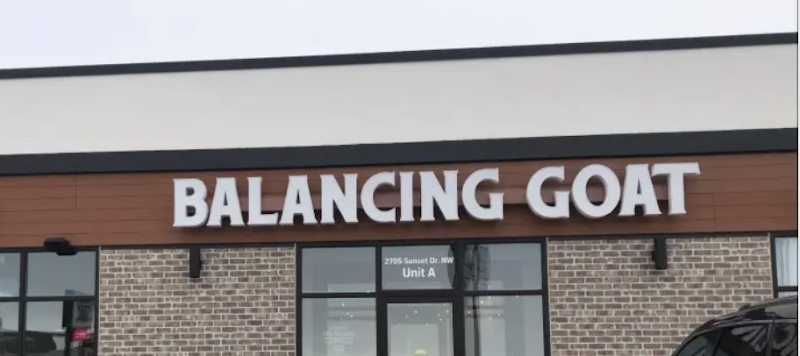 BALANCING GOAT
2705 Sunset Dr. NW
Unit A